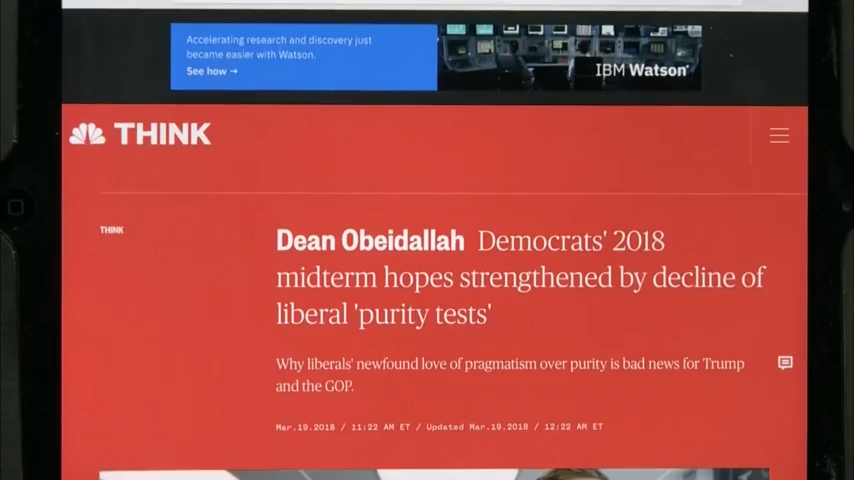 Accelerating research and discovery just
became easier with Watson.
See how →
IBM Watson
THINK
THINK
Dean Obeidallah Democrats' 2018
midterm hopes strengthened by decline of
liberal 'purity tests'
Why liberals' newfound love of pragmatism over purity is bad news for Trump
and the GOP.
Mar.19.2018 / 11:22 AM ET / Updated Mar.19.2018 / 12:22 AM ET